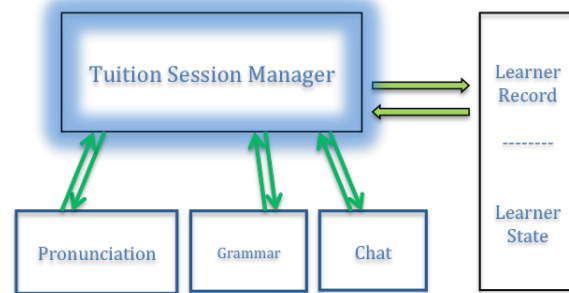 Tuition Session Manager
Learner
Record
--------
Learner
State
Pronunciation
Grammar
Chat